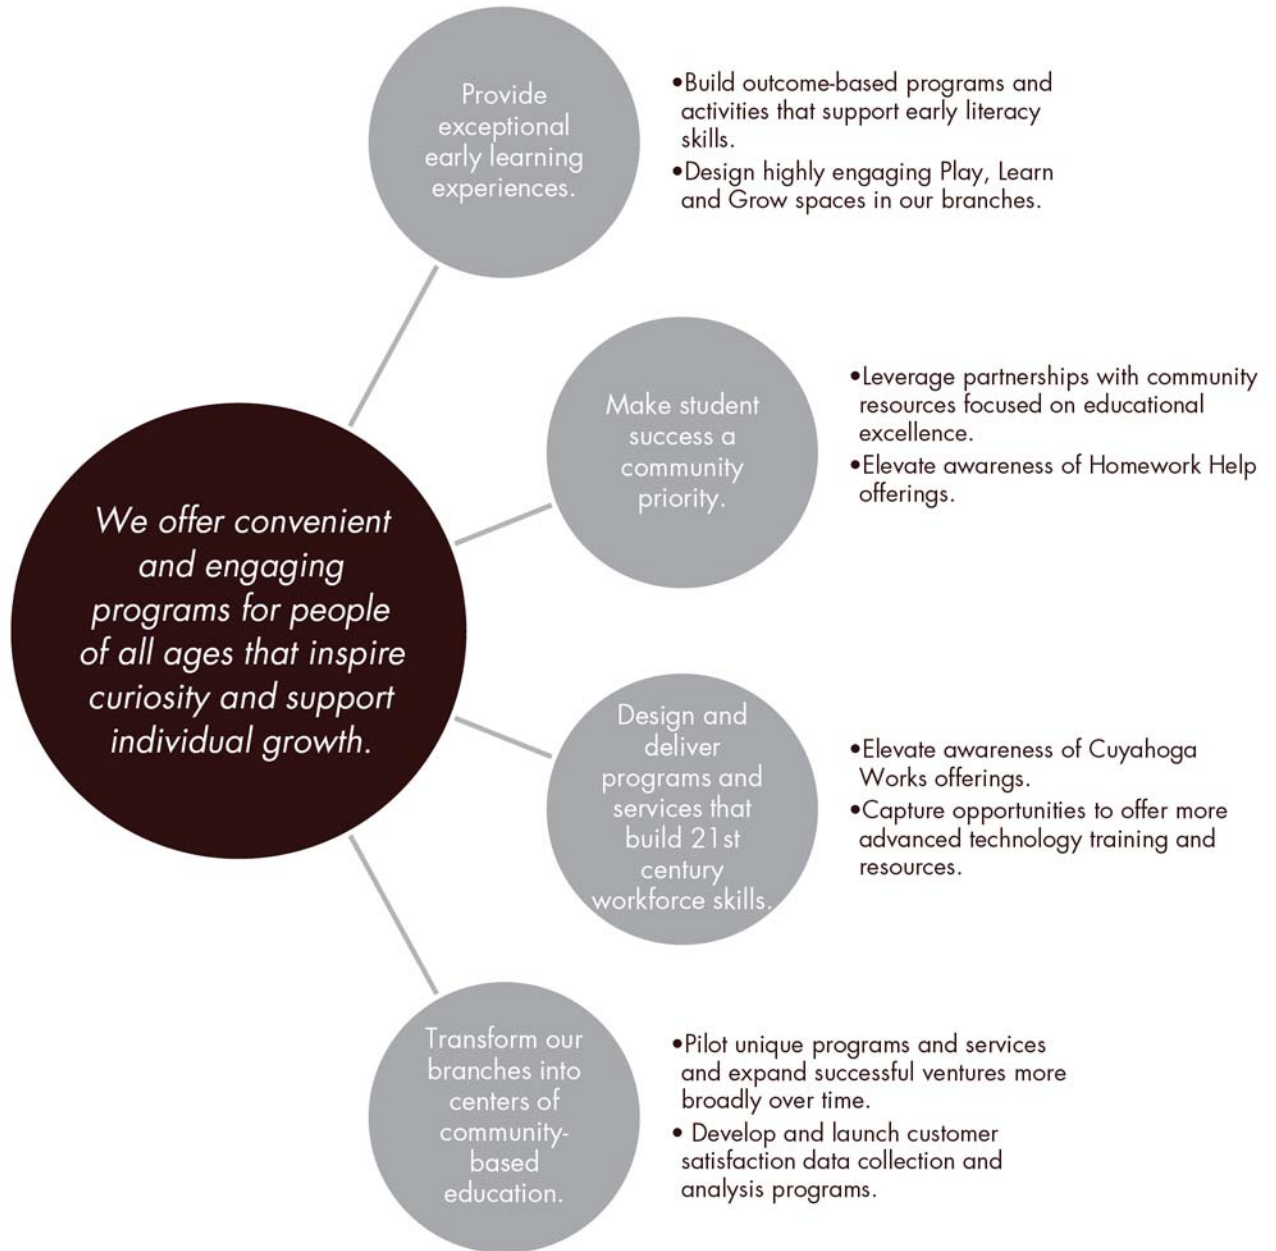 Provide
exceptional
early learning
experiences.
•Build outcome-based programs and
activities that support early literacy
skills.
•Design highly engaging Play, Learn
and Grow spaces in our branches.
Make student
success a
community
priority.
•Leverage partnerships with community
resources focused on educational
excellence.
•Elevate awareness of Homework Help
offerings.
We offer convenient
and engaging
programs for people
of all ages that inspire
curiosity and support
individual growth.
Design and
deliver
programs and
services that
build 21st
century
workforce skills.
•Elevate awareness of Cuyahoga
Works offerings.
•Capture opportunities to offer more
advanced technology training and
resources.
Transform our
branches into
centers of
community-
based
education.
•Pilot unique programs and services
and expand successful ventures more
broadly over time.
• Develop and launch customer
satisfaction data collection and
analysis programs.